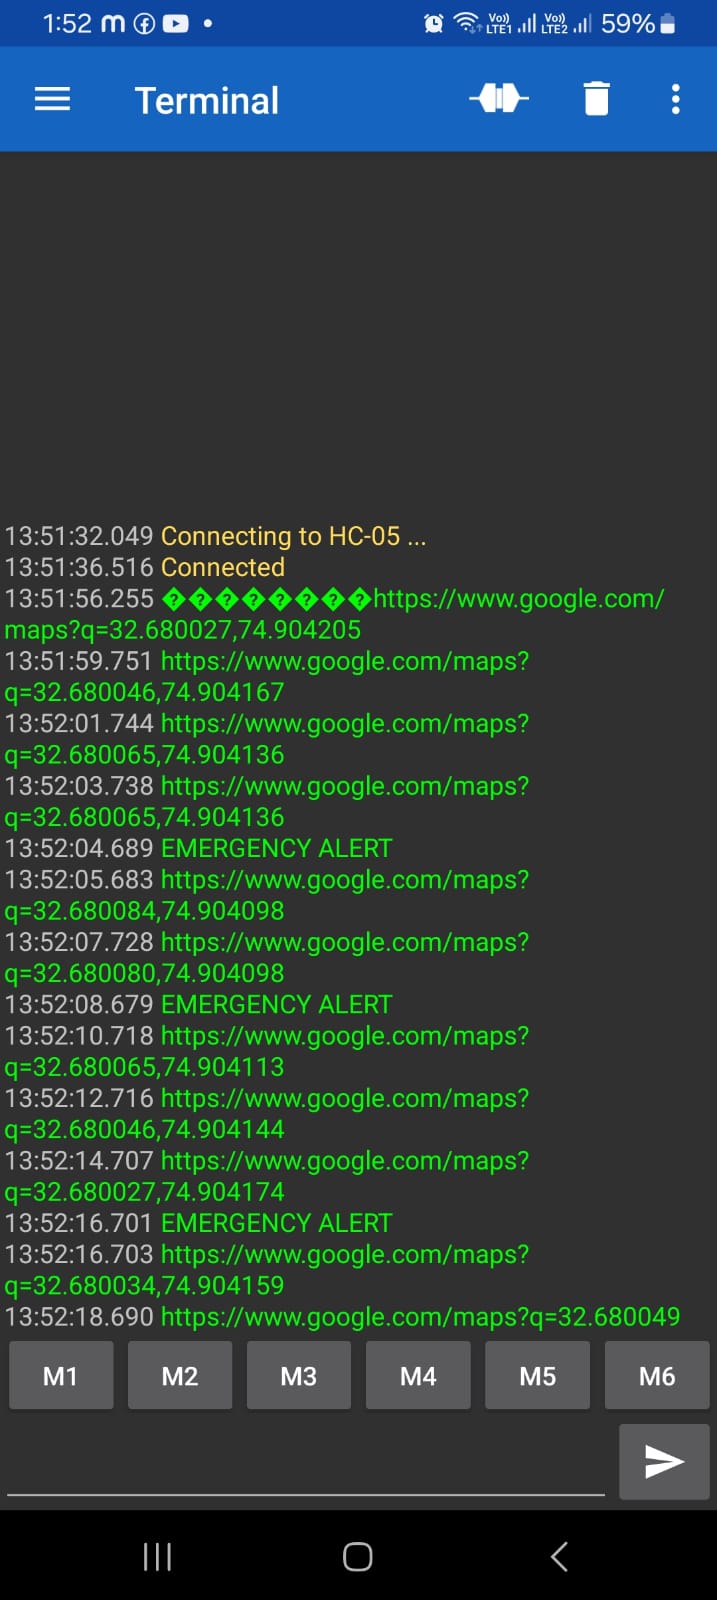 1:52
Vo)) LTE1 Vo)) LTE2 59%
Terminal
13:51:32.049 Connecting to HC-05 ...
13:51:36.516 Connected
13:51:56.255 ��������https://www.google.com/
maps?q=32.680027,74.904205
13:51:59.751 https://www.google.com/maps?
q=32.680046,74.904167
13:52:01.744 https://www.google.com/maps?
q=32.680065,74.904136
13:52:03.738 https://www.google.com/maps?
q=32.680065,74.904136
13:52:04.689 EMERGENCY ALERT
13:52:05.683 https://www.google.com/maps?
q=32.680084,74.904098
13:52:07.728 https://www.google.com/maps?
q=32.680080,74.904098
13:52:08.679 EMERGENCY ALERT
13:52:10.718 https://www.google.com/maps?
q=32.680065,74.904113
13:52:12.716 https://www.google.com/maps?
q=32.680046,74.904144
13:52:14.707 https://www.google.com/maps?
q=32.680027,74.904174
13:52:16.701 EMERGENCY ALERT
13:52:16.703 https://www.google.com/maps?
q=32.680034,74.904159
13:52:18.690 https://www.google.com/maps?q=32.680049
M1 M2 M3 M4 M5 M6